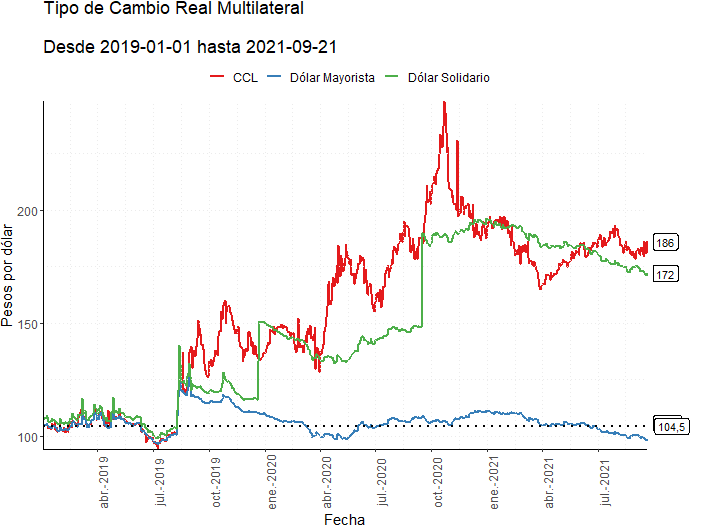 Tipo de Cambio Real Multilateral
Desde 2019-01-01 hasta 2021-09-21
CCL Dólar Mayorista Dólar Solidario
Pesos por dólar
200
150
100
186
172
104,5
abr.-2019
jul.-2019
oct.-2019
ene.-2020
abr.-2020
jul.-2020
oct.-2020
ene.-2021
abr.-2021
jul.-2021
Fecha